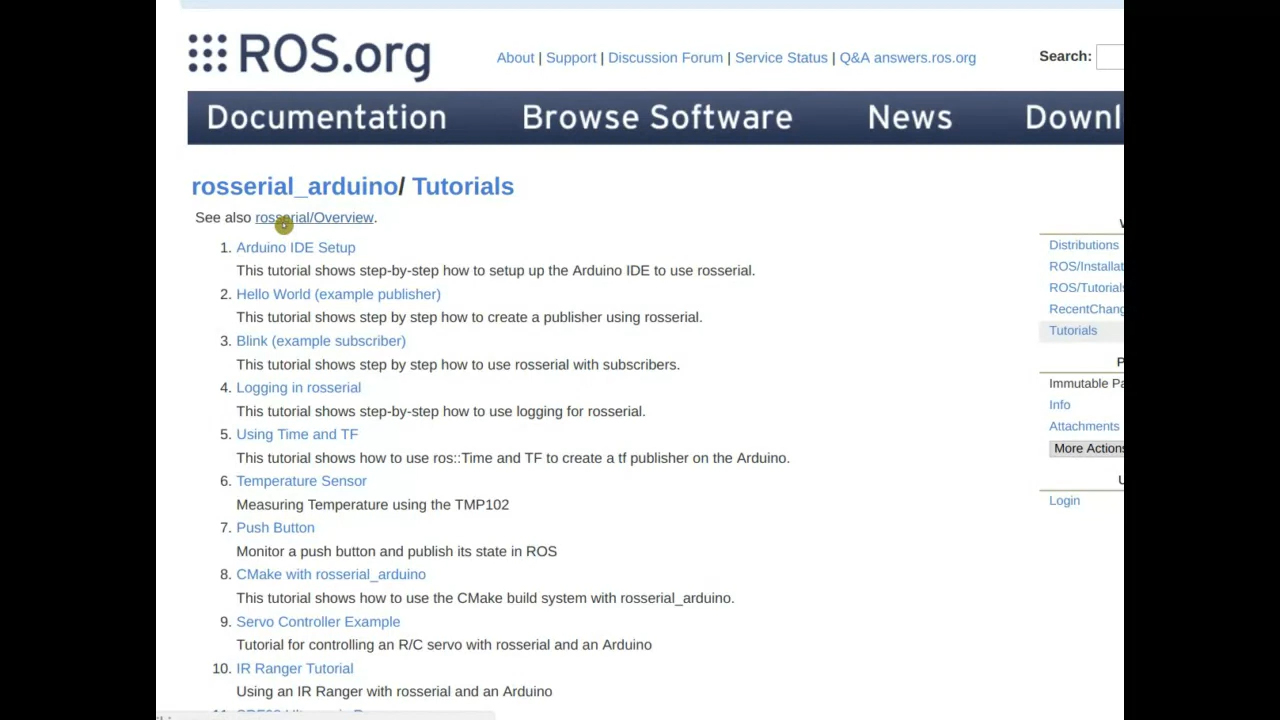 ROS.org
About | Support | Discussion Forum | Service Status | Q&A answers.ros.org
Search:
Documentation Browse Software News Downl
rosserial_arduino/ Tutorials
See also rosserial/Overview.
1. Arduino IDE Setup
This tutorial shows step-by-step how to setup up the Arduino IDE to use rosserial.
2. Hello World (example publisher)
This tutorial shows step by step how to create a publisher using rosserial.
3. Blink (example subscriber)
This tutorial shows step by step how to use rosserial with subscribers.
4. Logging in rosserial
This tutorial shows step-by-step how to use logging for rosserial.
5. Using Time and TF
This tutorial shows how to use ros::Time and TF to create a tf publisher on the Arduino.
6. Temperature Sensor
Measuring Temperature using the TMP102
7. Push Button
Monitor a push button and publish its state in ROS
8. CMake with rosserial_arduino
This tutorial shows how to use the CMake build system with rosserial_arduino.
9. Servo Controller Example
Tutorial for controlling an R/C servo with rosserial and an Arduino
10. IR Ranger Tutorial
Using an IR Ranger with rosserial and an Arduino
Distributions
ROS/Installat
ROS/Tutorials
RecentChang
Tutorials
Immutable Pa
Info
Attachments
More Actions
Login